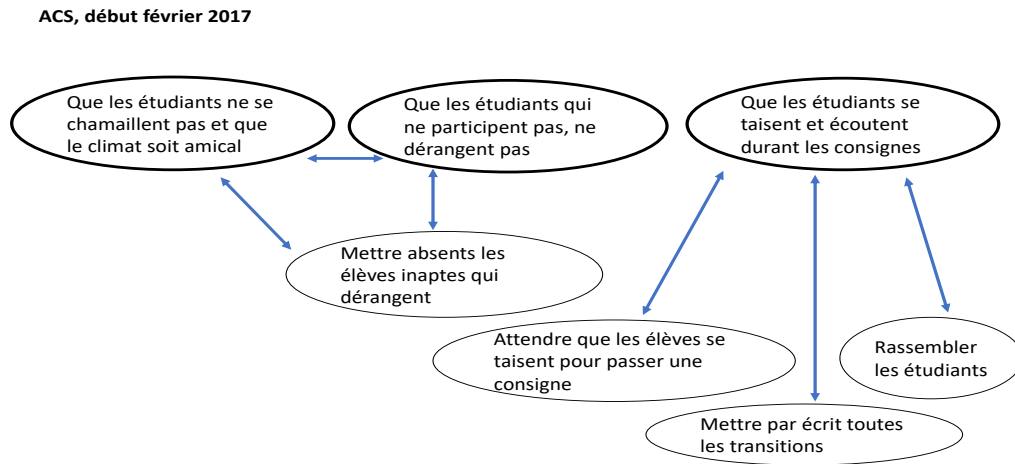 ACS, début février 2017
Que les étudiants ne se
chamaillent pas et que
le climat soit amical
Que les étudiants qui
ne participent pas, ne
dérangent pas
Que les étudiants se
taisent et écoutent
durant les consignes
Mettre absents les
élèves inaptes qui
dérangent
Attendre que les élèves se
taisent pour passer une
consigne
Rassembler
les étudiants
Mettre par écrit toutes
les transitions